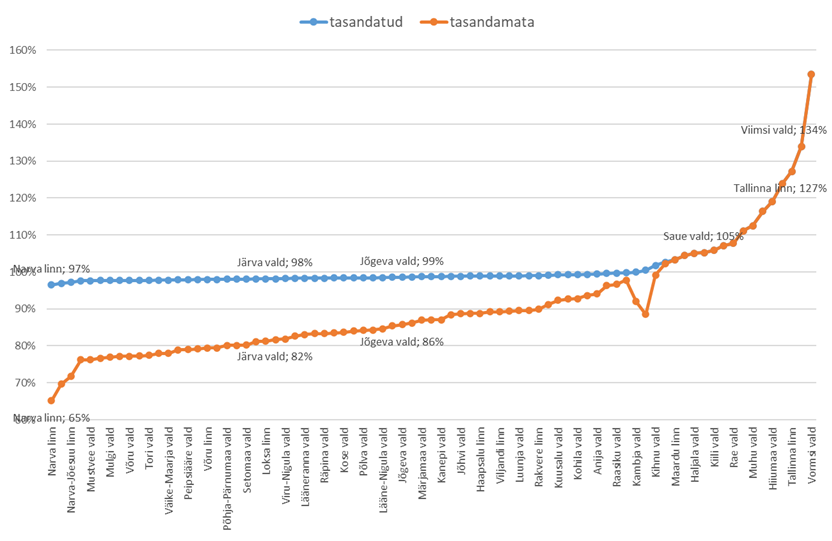 tasandatud tasandamata
160%
150%
140%
Viimsi vald; 134%
130%
Tallinna linn; 127%
120%
110%
Saue vald; 105%
Järva vald; 98%
Jõgeva vald; 99%
Narva linn; 97%
100%
90%
80%
Jõgeva vald; 86%
Järva vald; 82%
70%
Narva linn; 65%
60%
Narva linn
Narva-Jõesuu linn
Mustvee vald
Mulgi vald
Võru vald
Tori vald
Väike-Maarja vald
Peipsiääre vald
Võru linn
Põhja-Pärnumaa vald
Setomaa vald
Loksa linn
Viru-Nigula vald
Lääneranna vald
Räpina vald
Kose vald
Põlva vald
Lääne-Nigula vald
Jõgeva vald
Märjamaa vald
Kanepi vald
Jõhvi vald
Haapsalu linn
Viljandi linn
Luunja vald
Rakvere linn
Kuusalu vald
Kohila vald
Anija vald
Raasiku vald
Kambja vald
Kihnu vald
Maardu linn
Haljala vald
Kiili vald
Rae vald
Muhu vald
Hiiumaa vald
Tallinna linn
Vormsi vald